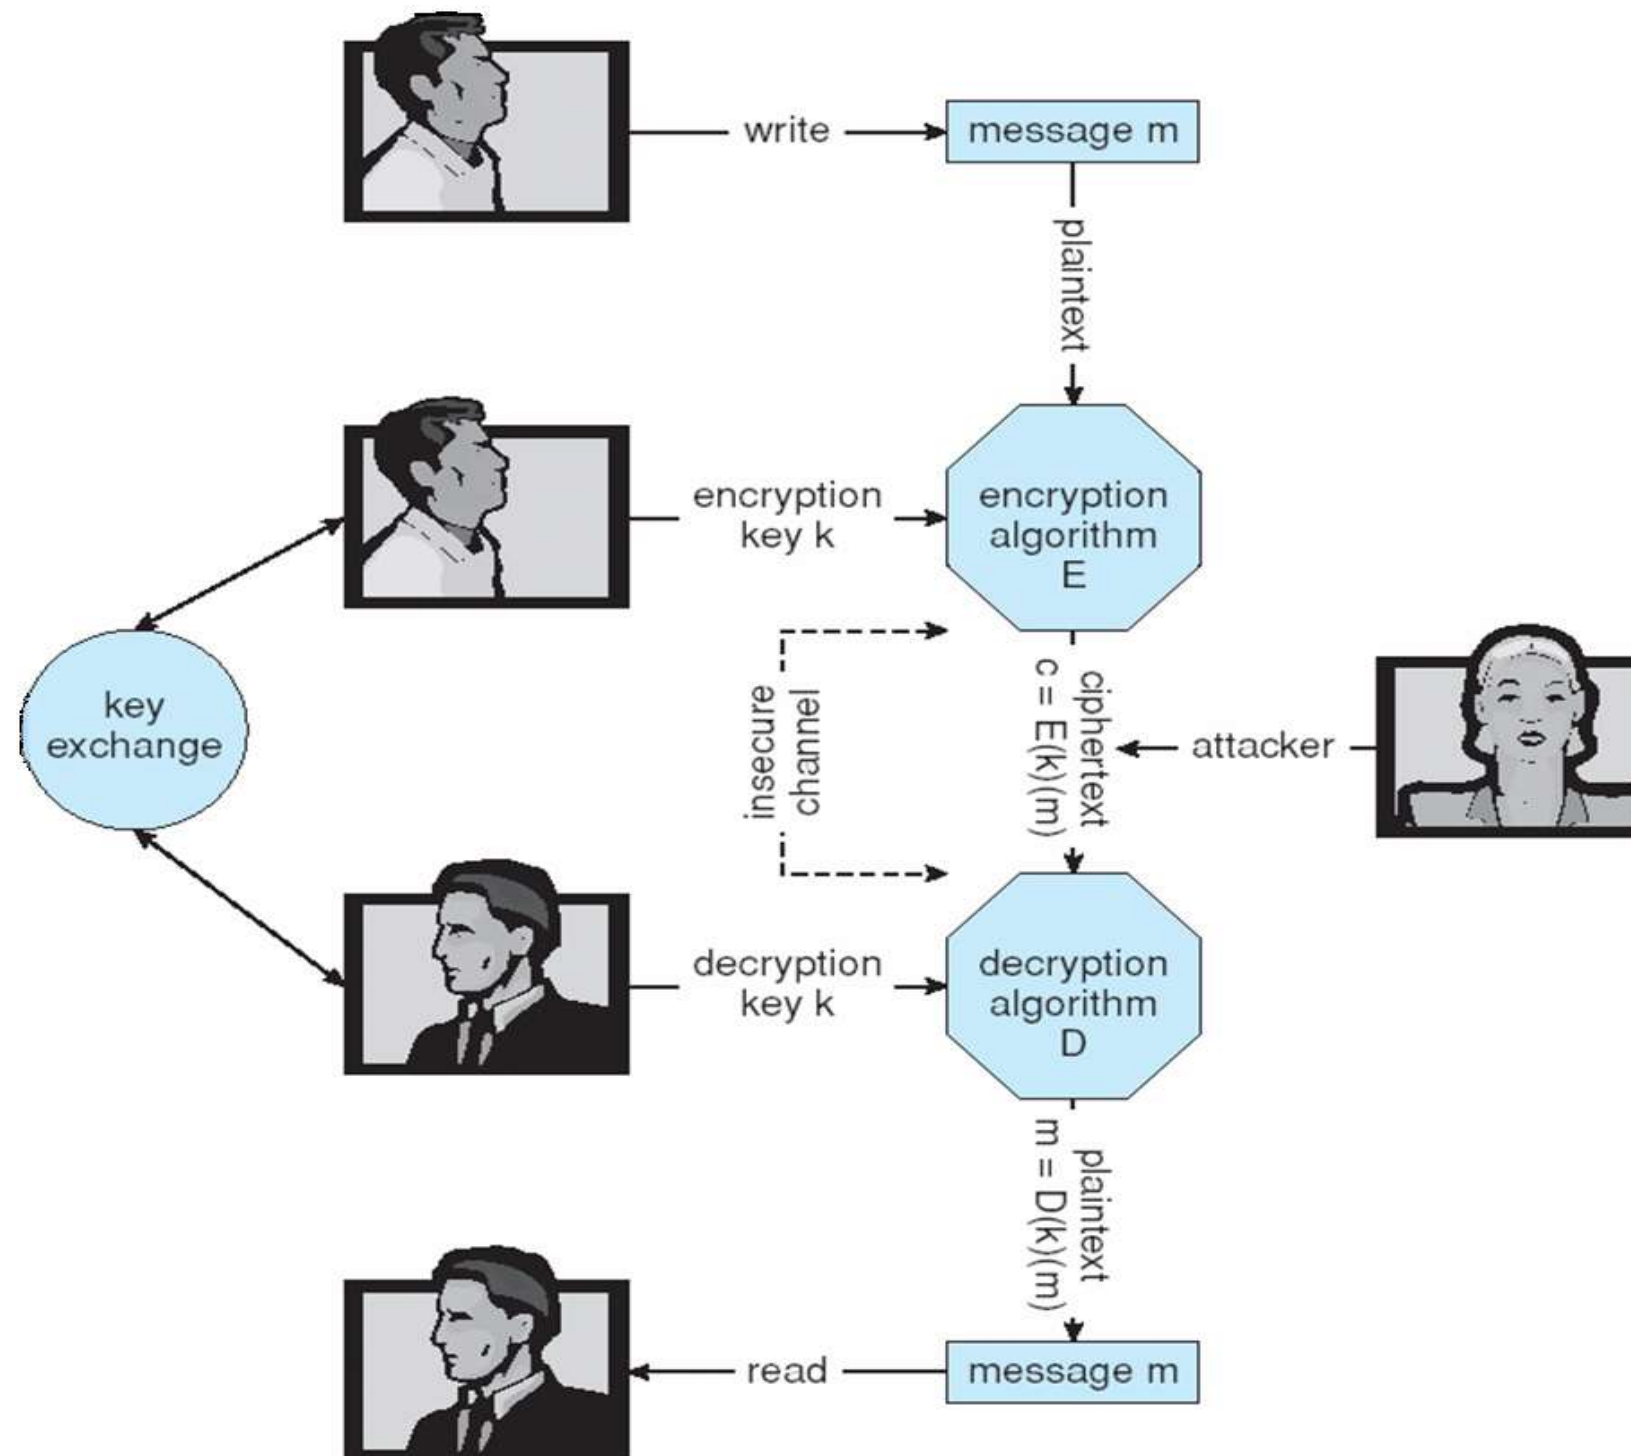 write
message m
plaintext
encryption
key k
encryption
algorithm
E
key
exchange
insecure
channel
ciphertext
c = E(k)(m)
attacker
decryption
key k
decryption
algorithm
D
plaintext
m = D(k)(m)
read
message m